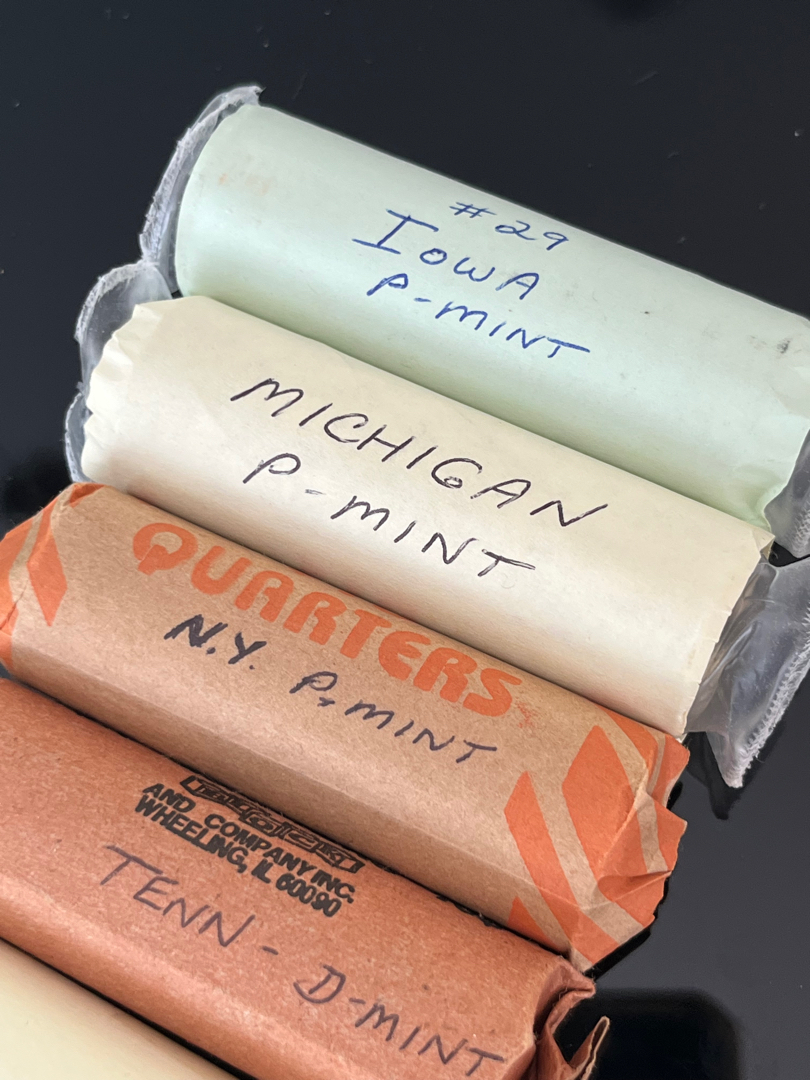 #29
IOWA
P-MINT
MICHIGAN
P-MINT
QUARTERS
N.Y. P-MINT
AND COMPANY INC.
WHEELING, IL 60090
TENN - D-MINT